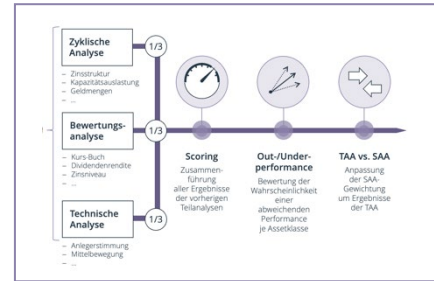 Zyklische
Analyse
1/3
– Zinsstruktur
– Kapazitätsauslastung
– Geldmengen
– ...
Bewertungs-
analyse
1/3
– Kurs-Buch
– Dividendenrendite
– Zinsniveau
– ...
Technische
Analyse
1/3
– Anlegerstimmung
– Mittelbewegung
– ...
Scoring
Zusammen-
führung
aller Ergebnisse
der vorherigen
Teilanalysen
Out-/Under-
performance
Bewertung der
Wahrscheinlichkeit
einer
abweichenden
Performance
je Assetklasse
TAA vs. SAA
Anpassung
der SAA-
Gewichtung
um Ergebnisse
der TAA